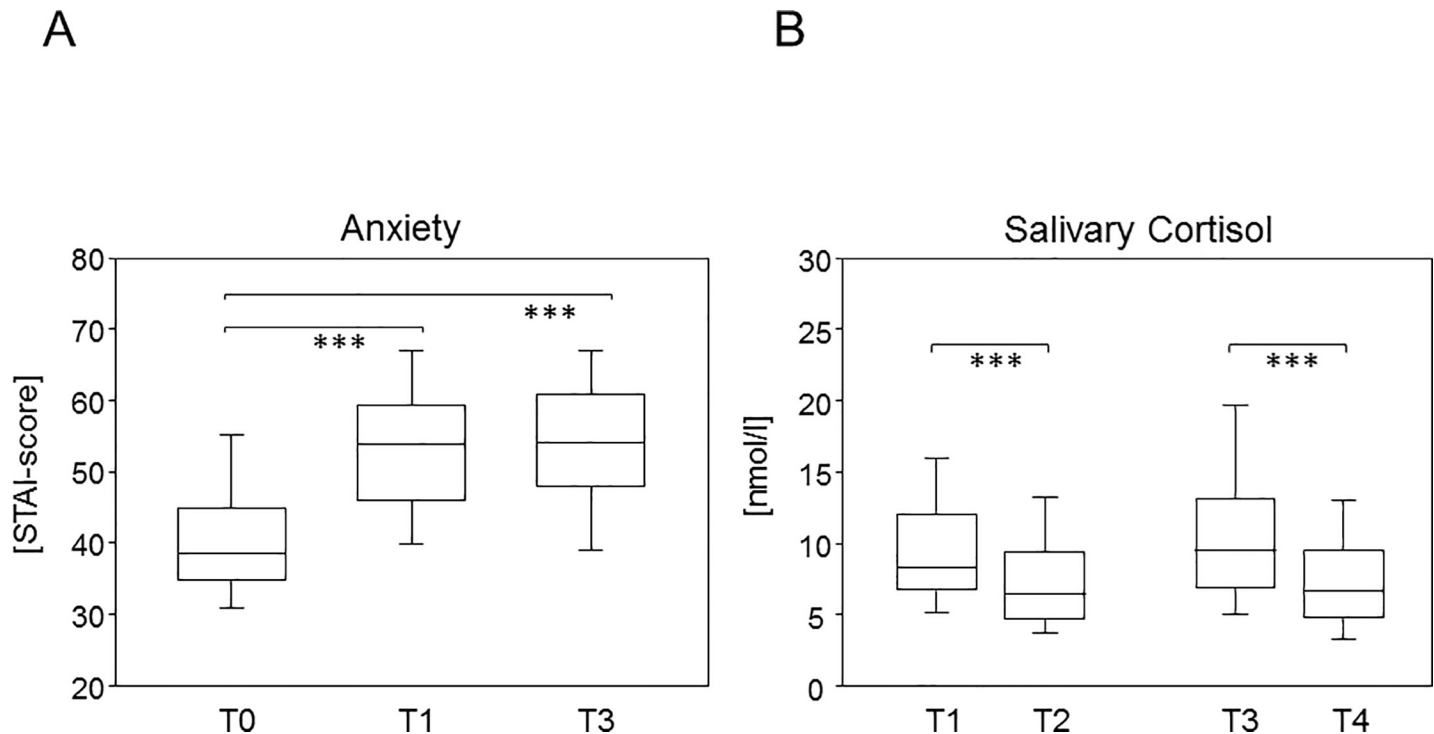 A
B
Anxiety
Salivary Cortisol
80
70
60
50
40
30
20
[STAI-score]
***
***
T0 T1 T3
30
25
20
15
10
5
0
[nmol/l]
*** ***
T1 T2 T3 T4